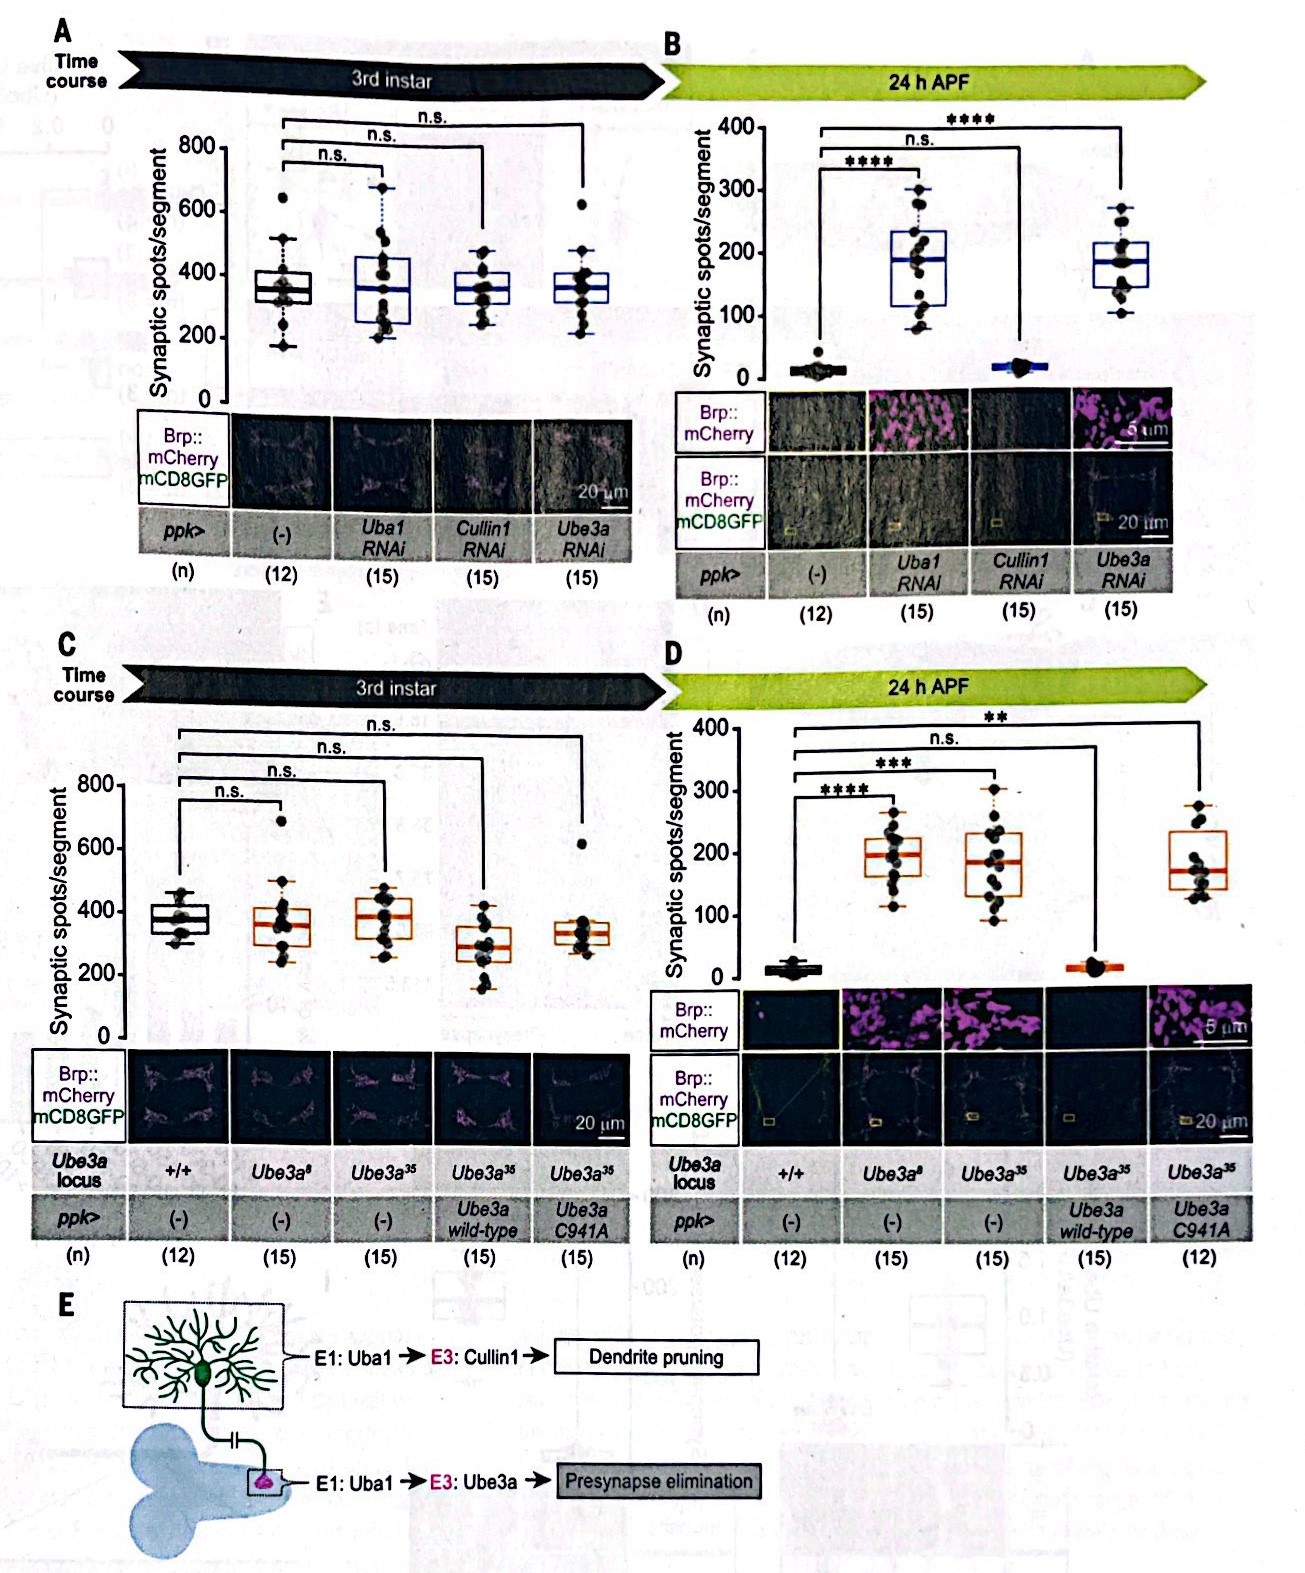 A
Time
course
3rd instar
n.s.
n.s.
n.s.
Synaptic spots/segment
800
600
400
200
0
Brp::
mCherry
mCD8GFP
20 µm
ppk>
(-)
Uba1
RNAi
Cullin1
RNAi
Ube3a
RNAi
(n)
(12)
(15)
(15)
(15)
B
24 h APF
****
n.s.
****
Synaptic spots/segment
400
300
200
100
0
Brp::
mCherry
5 µm
Brp::
mCherry
mCD8GFP
20 µm
ppk>
(-)
Uba1
RNAi
Cullin1
RNAi
Ube3a
RNAi
(n)
(12)
(15)
(15)
(15)
C
Time
course
3rd instar
n.s.
n.s.
n.s.
n.s.
Synaptic spots/segment
800
600
400
200
0
Brp::
mCherry
mCD8GFP
20 µm
Ube3a
locus
+/+
Ube3a⁸
Ube3a³⁵
Ube3a³⁵
Ube3a³⁵
ppk>
(-)
(-)
(-)
Ube3a
wild-type
Ube3a
C941A
(n)
(12)
(15)
(15)
(15)
(15)
D
24 h APF
**
n.s.
***
****
Synaptic spots/segment
400
300
200
100
0
Brp::
mCherry
5 µm
Brp::
mCherry
mCD8GFP
20 µm
Ube3a
locus
+/+
Ube3a⁸
Ube3a³⁵
Ube3a³⁵
Ube3a³⁵
ppk>
(-)
(-)
(-)
Ube3a
wild-type
Ube3a
C941A
(n)
(12)
(15)
(15)
(15)
(12)
E
E1: Uba1 → E3: Cullin1 → Dendrite pruning
E1: Uba1 → E3: Ube3a → Presynapse elimination